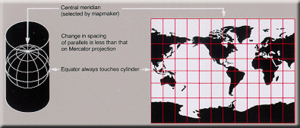 Central meridian
(selected by mapmaker)
Change in spacing
of parallels is less than that
on Mercator projection
Equator always touches cylinder